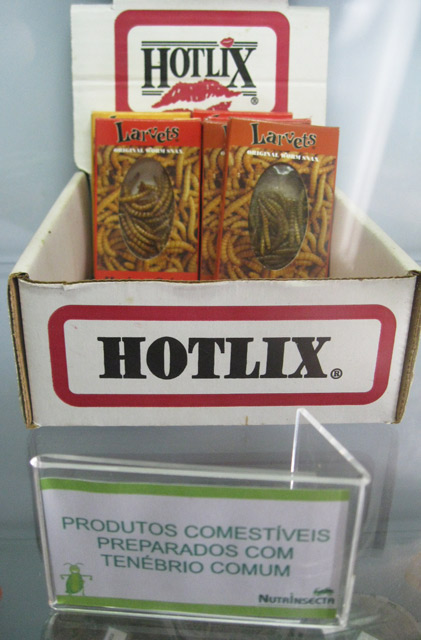 HOTLIX®
Larvets
ORIGINAL WORM SNAX
Larvets
ORIGINAL WORM SNAX
HOTLIX®
PRODUTOS COMESTÍVEIS
PREPARADOS COM
TENÉBRIO COMUM
NUTRINSECTA